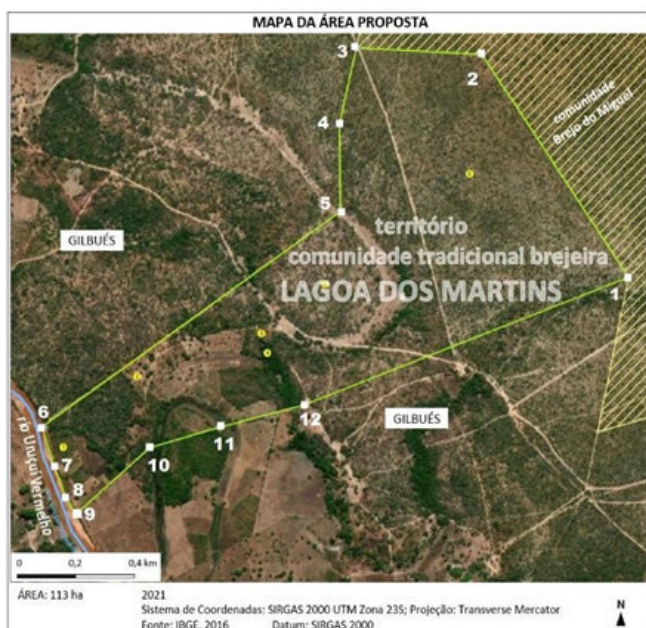 MAPA DA ÁREA PROPOSTA
3
2
comunidade
Brejo do Miguel
4
5
território
GILBUÉS
comunidade tradicional brejeira
LAGOA DOS MARTINS
1
12
GILBUÉS
6
11
10
7
rio Uruçuí Vermelho
8
9
0 0,2 0,4 km
ÁREA: 113 ha 2021
Sistema de Coordenadas: SIRGAS 2000 UTM Zona 23S; Projeção: Transverse Mercator
Fonte: IBGE, 2016 Datum: SIRGAS 2000
N